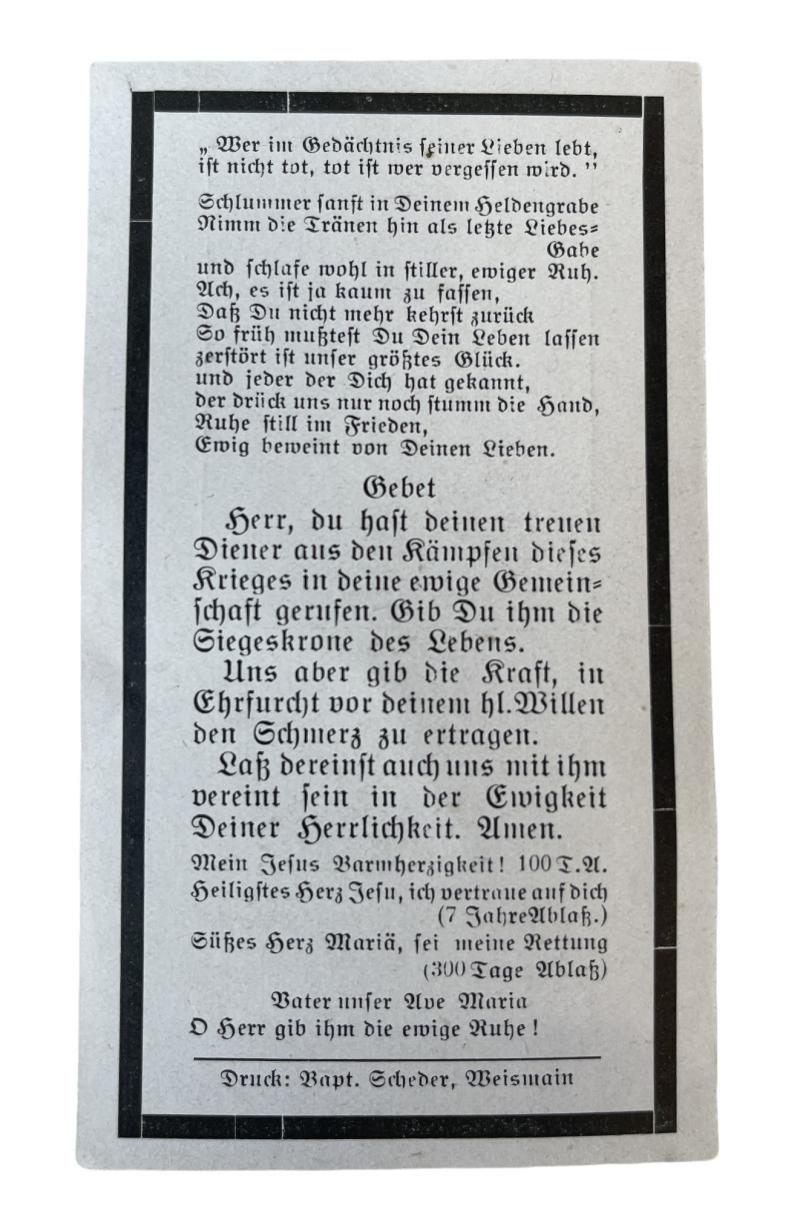 „ Wer im Gedächtnis seiner Lieben lebt,
ist nicht tot, tot ist wer vergessen wird. ”
Schlummer sanft in Deinem Heldengrabe
Nimm die Tränen hin als letzte Liebes=
Gabe
und schlafe wohl in stiller, ewiger Ruh.
Ach, es ist ja kaum zu fassen,
Daß Du nicht mehr kehrst zurück
So früh mußtest Du Dein Leben lassen
zerstört ist unser größtes Glück.
und jeder der Dich hat gekannt,
der drück uns nur noch stumm die Hand,
Ruhe still im Frieden,
Ewig beweint von Deinen Lieben.
Gebet
Herr, du hast deinen treuen
Diener aus den Kämpfen dieses
Krieges in deine ewige Gemein=
schaft gerufen. Gib Du ihm die
Siegeskrone des Lebens.
Uns aber gib die Kraft, in
Ehrfurcht vor deinem hl. Willen
den Schmerz zu ertragen.
Laß dereinst auch uns mit ihm
vereint sein in der Ewigkeit
Deiner Herrlichkeit. Amen.
Mein Jesus Barmherzigkeit! 100 T.A.
Heiligstes Herz Jesu, ich vertraue auf dich
(7 Jahre Ablaß.)
Süßes Herz Mariä, sei meine Rettung
(300 Tage Ablaß)
Vater unser Ave Maria
O Herr gib ihm die ewige Ruhe!
Druck: Bapt. Scheder, Weismain